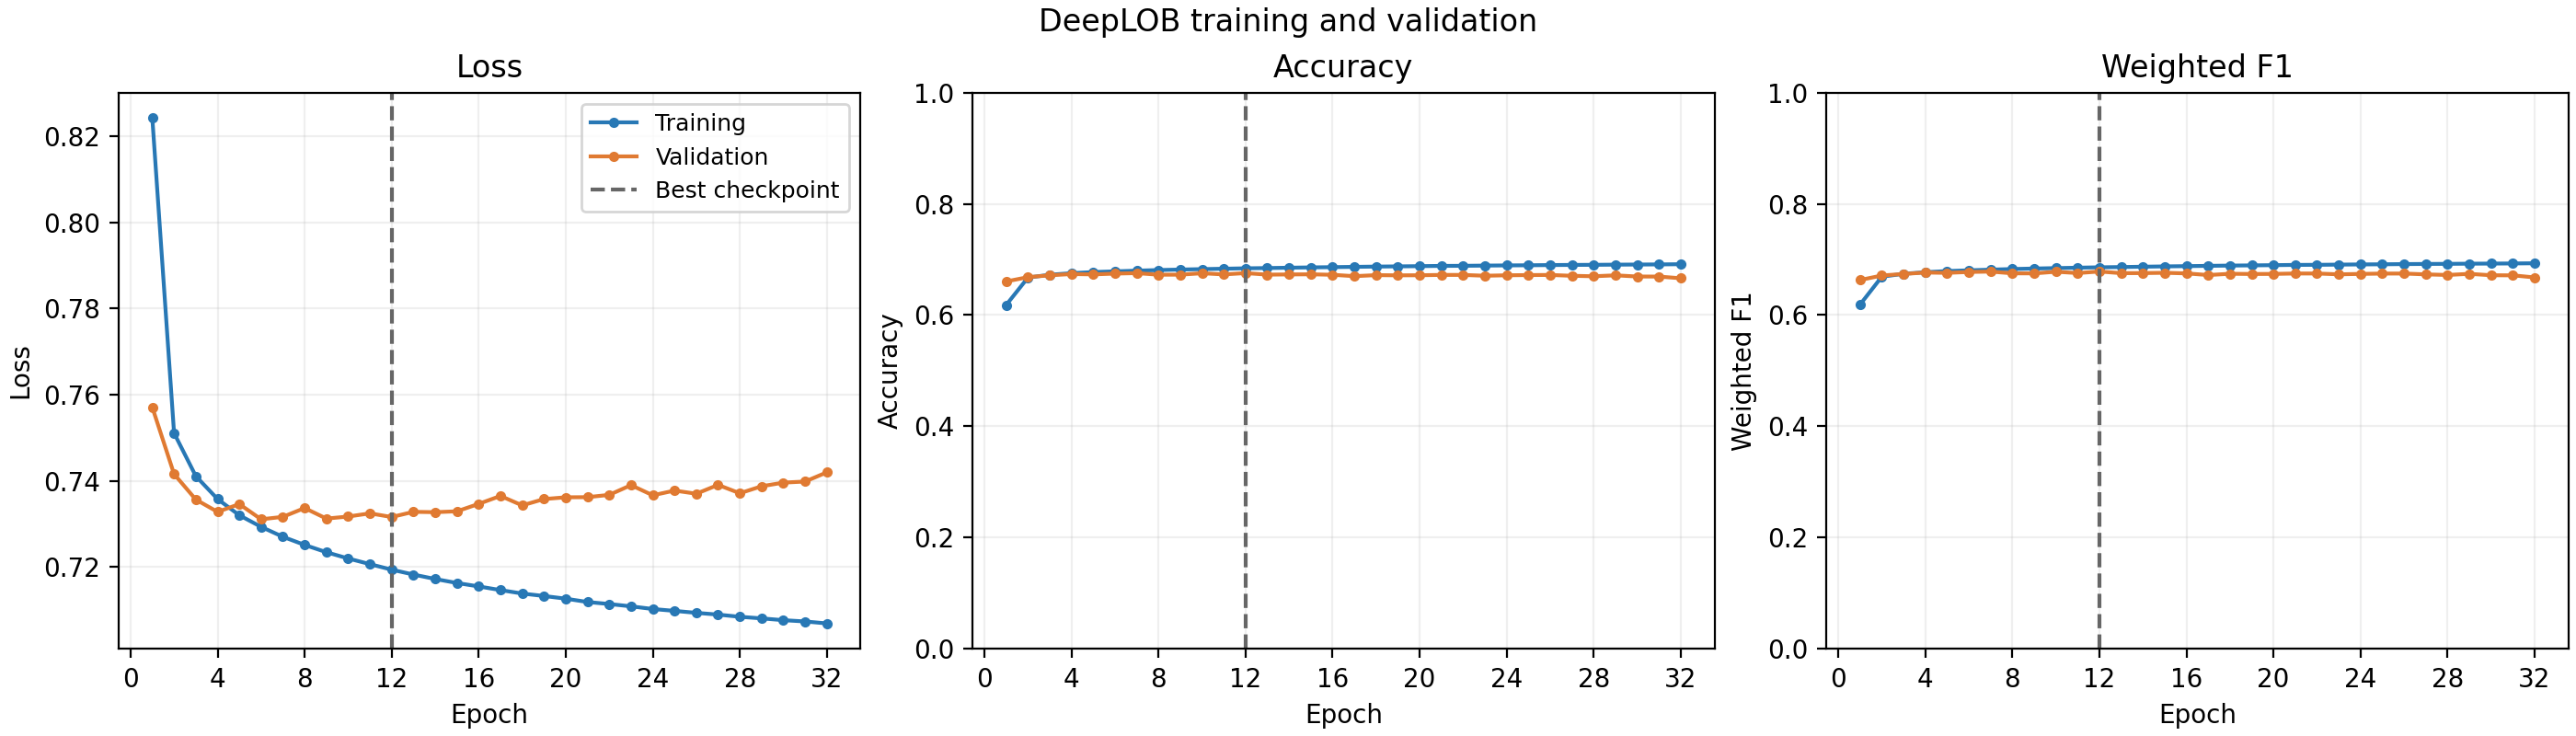 DeepLOB training and validation
Loss
Loss
0.82
0.80
0.78
0.76
0.74
0.72
0 4 8 12 16 20 24 28 32
Epoch
Training
Validation
Best checkpoint
Accuracy
Accuracy
1.0
0.8
0.6
0.4
0.2
0.0
0 4 8 12 16 20 24 28 32
Epoch
Weighted F1
Weighted F1
1.0
0.8
0.6
0.4
0.2
0.0
0 4 8 12 16 20 24 28 32
Epoch